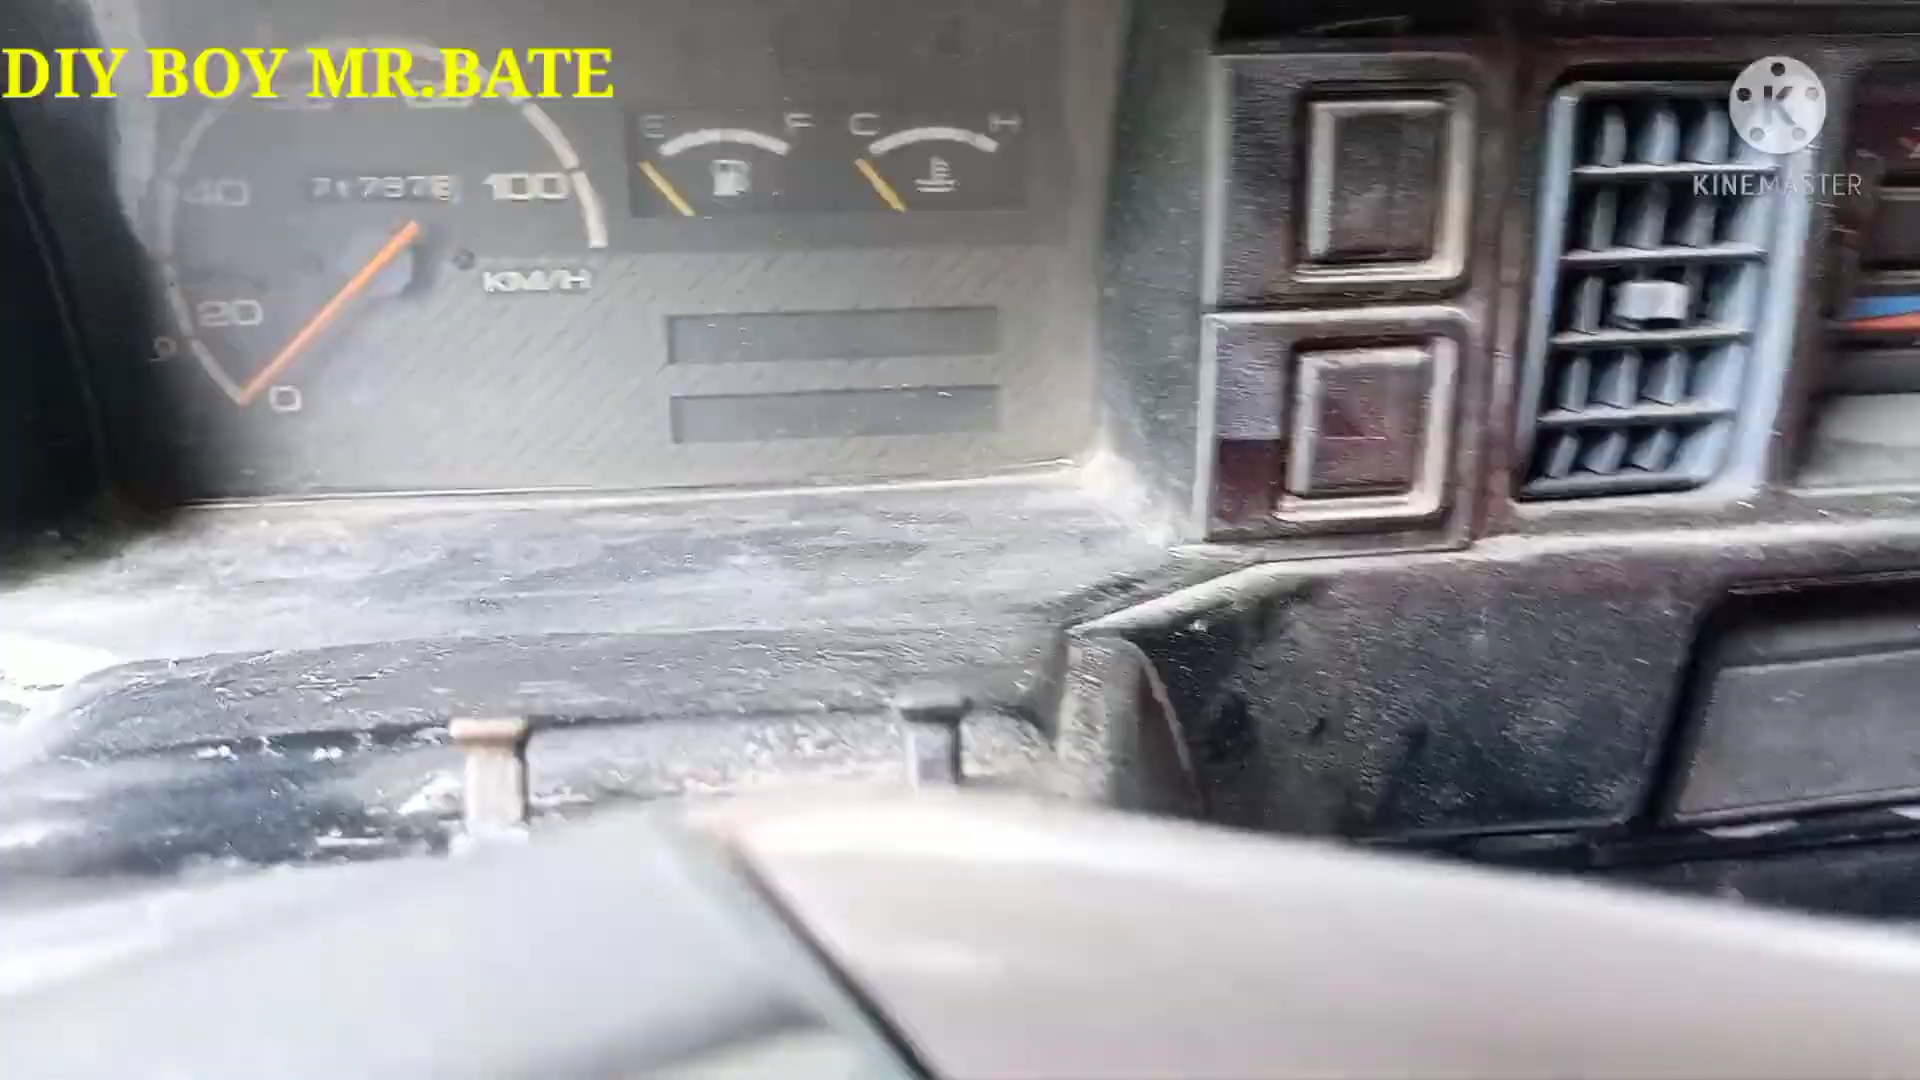 DIY BOY MR.BATE
E F C H
K
40 100
KINEMASTER
KM/H
20
0